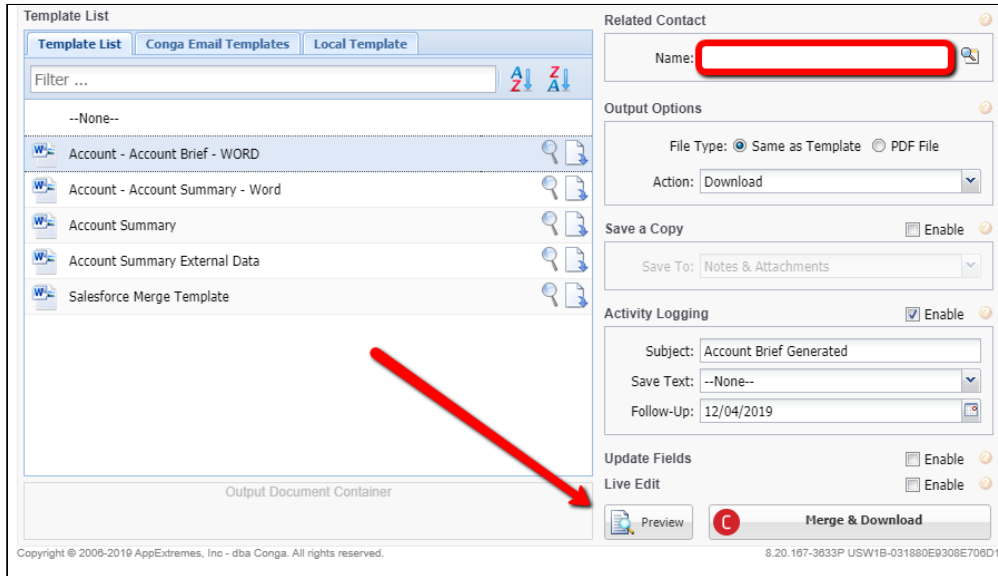 Template List
Template List Conga Email Templates Local Template
Filter ...
--None--
Account - Account Brief - WORD
Account - Account Summary - Word
Account Summary
Account Summary External Data
Salesforce Merge Template
Output Document Container
Related Contact
Name:
Output Options
File Type: Same as Template PDF File
Action: Download
Save a Copy Enable
Save To: Notes & Attachments
Activity Logging Enable
Subject: Account Brief Generated
Save Text: --None--
Follow-Up: 12/04/2019
Update Fields Enable
Live Edit Enable
Preview C Merge & Download
Copyright © 2006-2019 AppExtremes, Inc - dba Conga. All rights reserved.
8.20.167-3633P USW1B-031880E9308E706D1